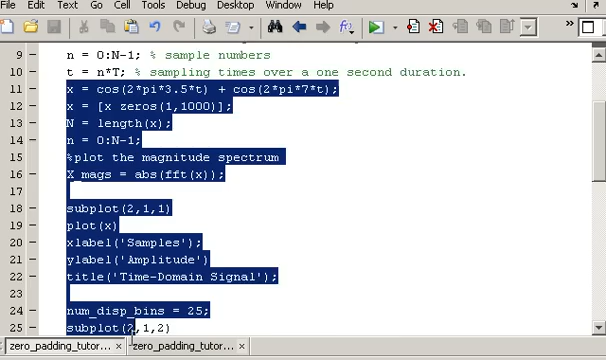 File Edit Text Go Cell Tools Debug Desktop Window
9 n = 0:N-1; % sample numbers
10 t = n*T; % sampling times over a one second duration.
11 x = cos(2*pi*3.5*t) + cos(2*pi*7*t);
12 x = [x zeros(1,1000)];
13 N = length(x);
14 n = 0:N-1;
15 %plot the magnitude spectrum
16 X_mags = abs(fft(x));
17
18 subplot(2,1,1)
19 plot(x)
20 xlabel('Samples');
21 ylabel('Amplitude')
22 title('Time-Domain Signal');
23
24 num_disp_bins = 25;
25 subplot(2,1,2)
zero_padding_tutor... × zero_padding_tutor... ×